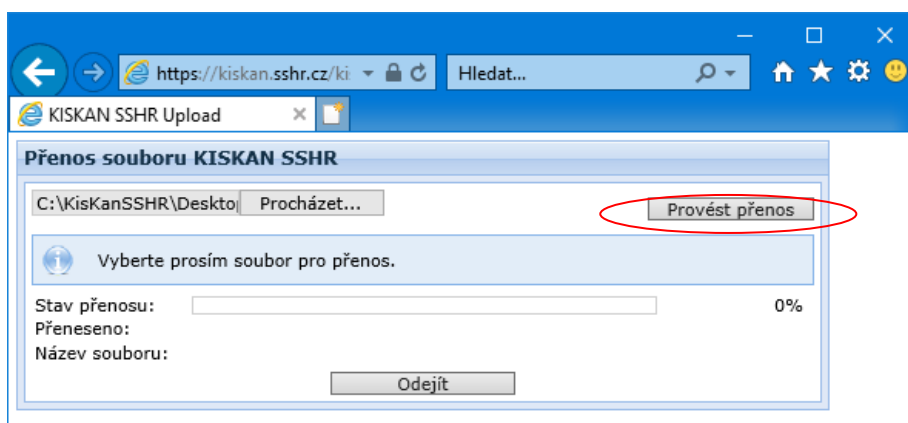 https://kiskan.sshr.cz/ki
Hledat...
KISKAN SSHR Upload
Přenos souboru KISKAN SSHR
C:\KisKanSSHR\Deskto Procházet...
Provést přenos
Vyberte prosím soubor pro přenos.
Stav přenosu: 0%
Přeneseno:
Název souboru:
Odejít